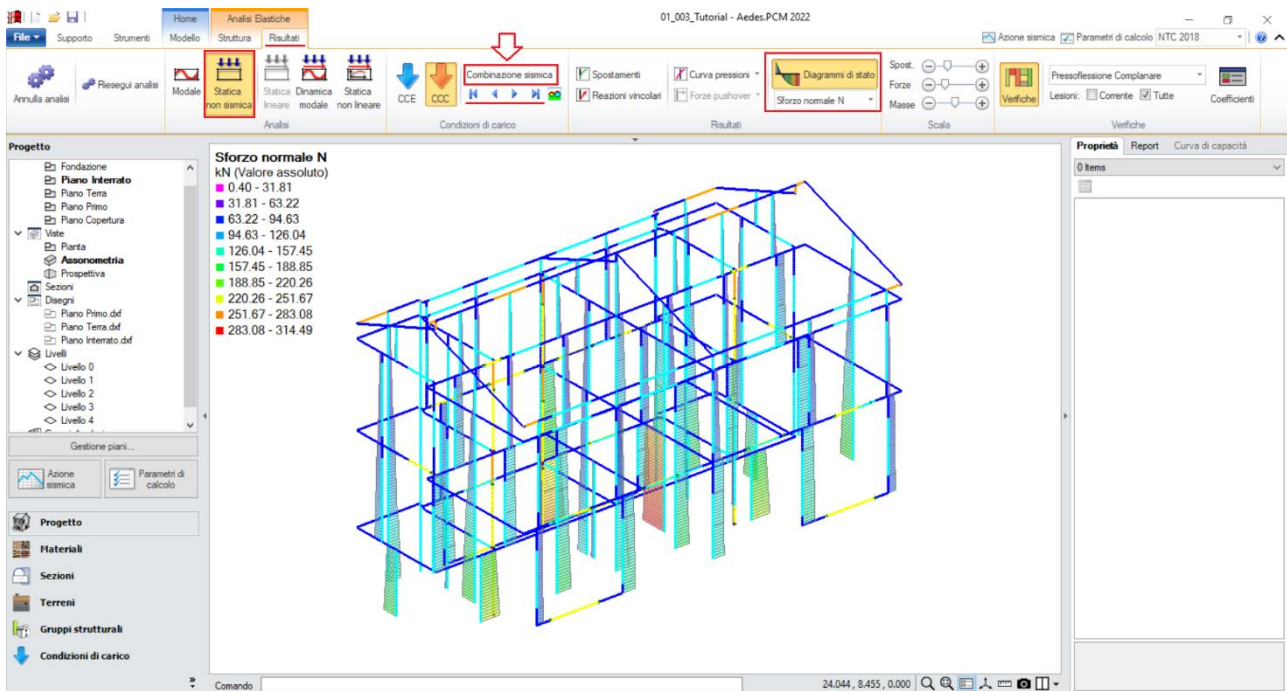 01_003_Tutorial - Aedes.PCM 2022
Home
Analisi Elastiche
File
Supporto
Strumenti
Modello
Struttura
Risultati
Azione sismica
Parametri di calcolo
NTC 2018
Annulla analisi
Riesegui analisi
Modale
Statica non sismica
Statica lineare
Dinamica modale
Statica non lineare
Analisi
CCE
CCC
Combinazione sismica
Condizioni di carico
Spostamenti
Reazioni vincolari
Curva pressioni
Forze pushover
Diagrammi di stato
Sforzo normale N
Risultati
Spost.
Forze
Masse
Scala
Verifiche
Pressoflessione Complanare
Lesioni:
Corrente
Tutte
Coefficienti
Verifiche
Progetto
Fondazione
Piano Interrato
Piano Terra
Piano Primo
Piano Copertura
Viste
Pianta
Assonometria
Prospettiva
Sezioni
Disegni
Piano Primo.dxf
Piano Terra.dxf
Piano Interrato.dxf
Livelli
Livello 0
Livello 1
Livello 2
Livello 3
Livello 4
Gestione piani...
Azione sismica
Parametri di calcolo
Progetto
Materiali
Sezioni
Terreni
Gruppi strutturali
Condizioni di carico
Sforzo normale N
kN (Valore assoluto)
0.40 - 31.81
31.81 - 63.22
63.22 - 94.63
94.63 - 126.04
126.04 - 157.45
157.45 - 188.85
188.85 - 220.26
220.26 - 251.67
251.67 - 283.08
283.08 - 314.49
Proprietà
Report
Curva di capacità
0 Items
Comando
24.044 , 8.455 , 0.000